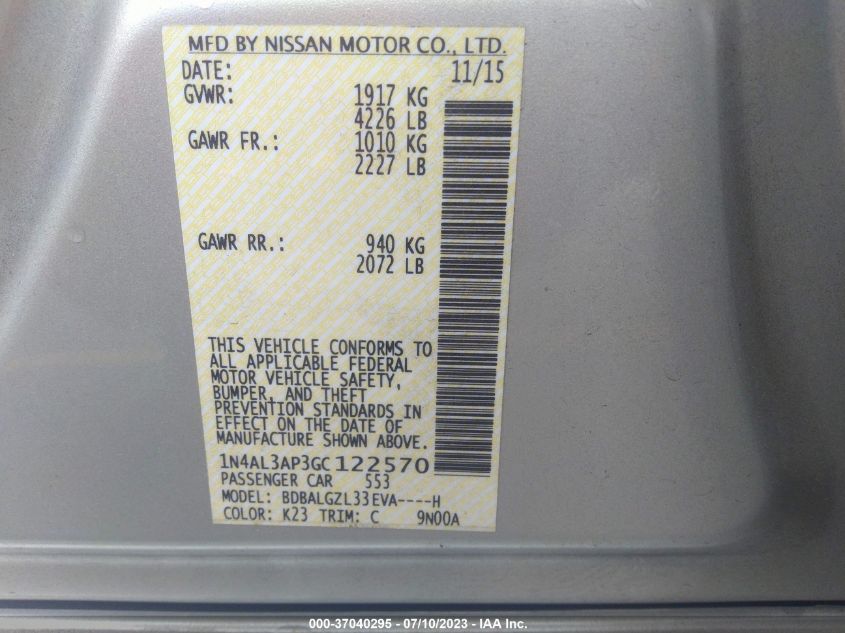 MFD BY NISSAN MOTOR CO., LTD.
DATE: 11/15
GVWR: 1917 KG
4226 LB
GAWR FR.: 1010 KG
2227 LB
GAWR RR.: 940 KG
2072 LB
THIS VEHICLE CONFORMS TO
ALL APPLICABLE FEDERAL
MOTOR VEHICLE SAFETY,
BUMPER, AND THEFT
PREVENTION STANDARDS IN
EFFECT ON THE DATE OF
MANUFACTURE SHOWN ABOVE.
1N4AL3AP3GC122570
PASSENGER CAR 553
MODEL: BDBALGZL33EVA----H
COLOR: K23 TRIM: C 9N00A
000-37040295 - 07/10/2023 - IAA Inc.